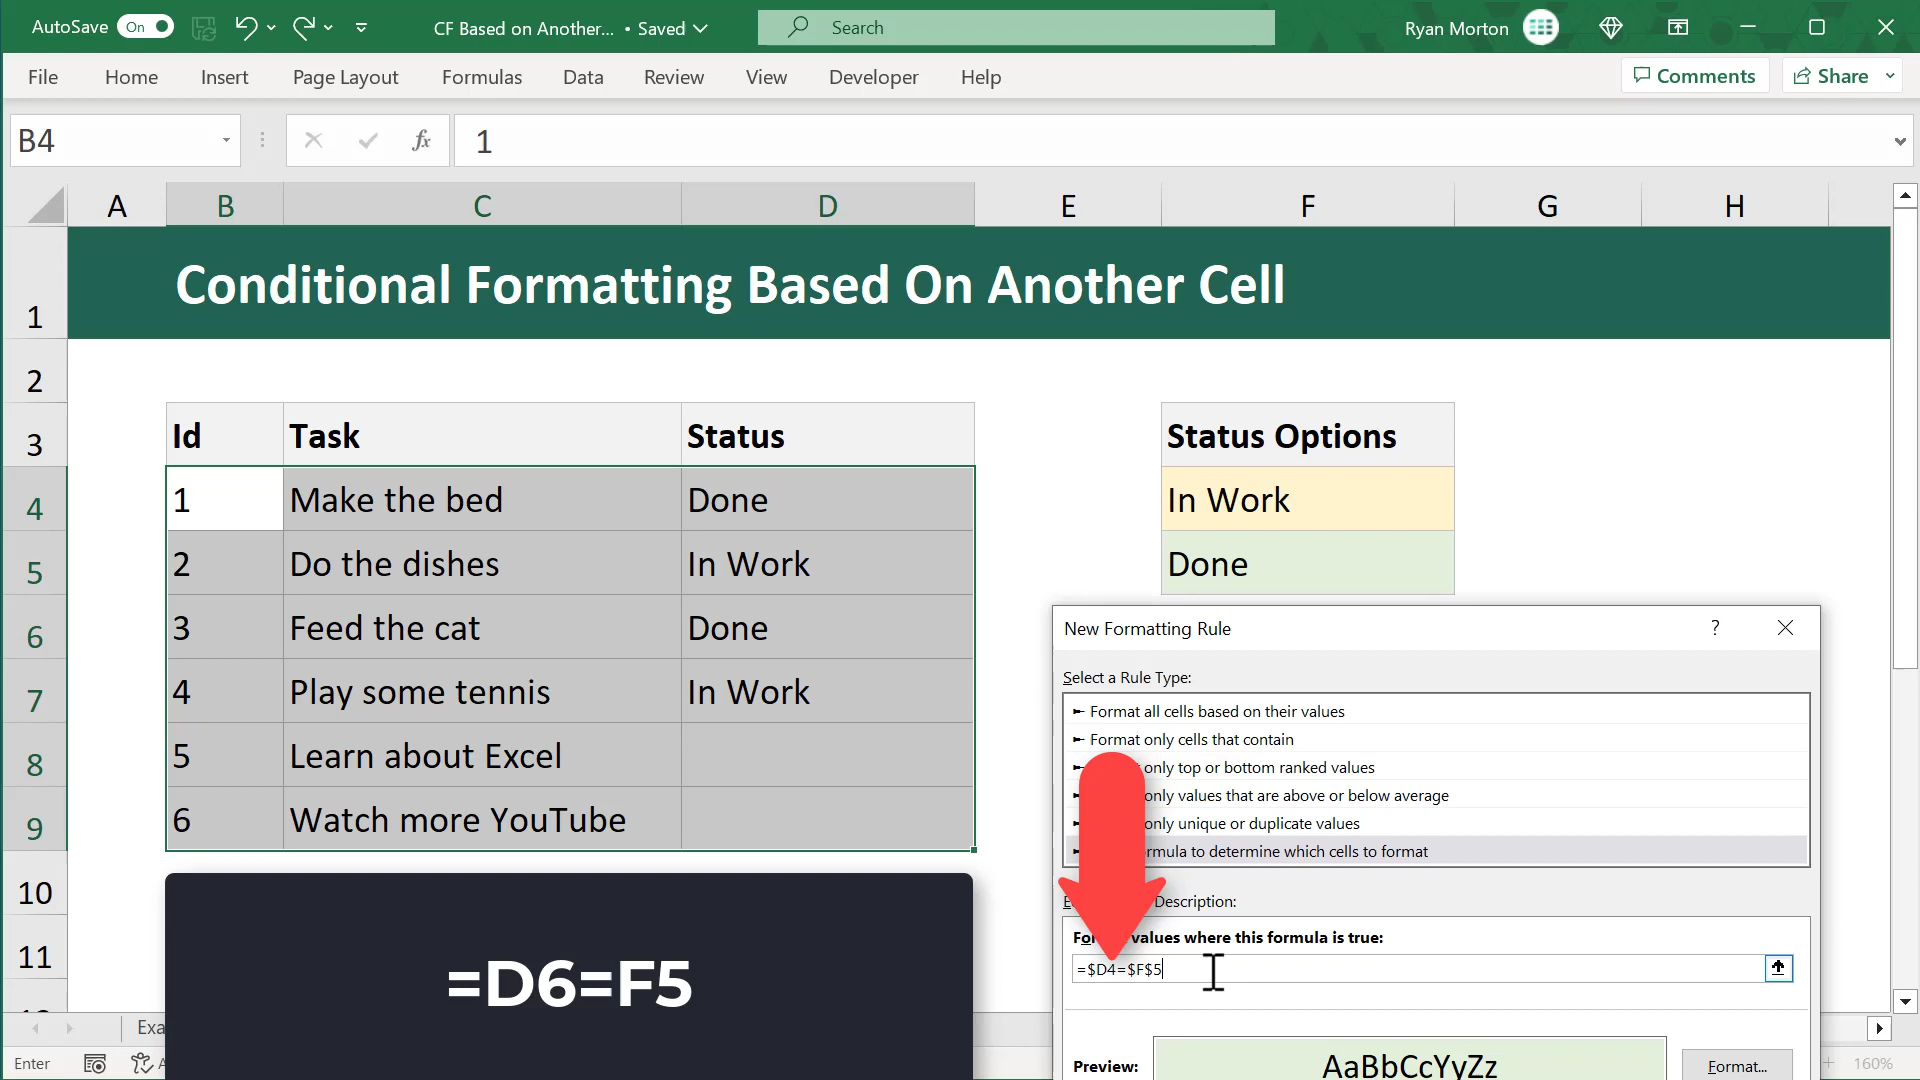 AutoSave On CF Based on Another... • Saved Search Ryan Morton
File Home Insert Page Layout Formulas Data Review View Developer Help Comments Share
B4 fx 1
A B C D E F G H
1 Conditional Formatting Based On Another Cell
2
3 Id Task Status Status Options
4 1 Make the bed Done In Work
5 2 Do the dishes In Work Done
6 3 Feed the cat Done
7 4 Play some tennis In Work
8 5 Learn about Excel
9 6 Watch more YouTube
10
11
=D6=F5
New Formatting Rule ?
Select a Rule Type:
► Format all cells based on their values
► Format only cells that contain
only top or bottom ranked values
only values that are above or below average
only unique or duplicate values
rmula to determine which cells to format
Description:
values where this formula is true:
=$D4=$F$5
Preview: AaBbCcYyZz Format...
Exa
Enter 160%